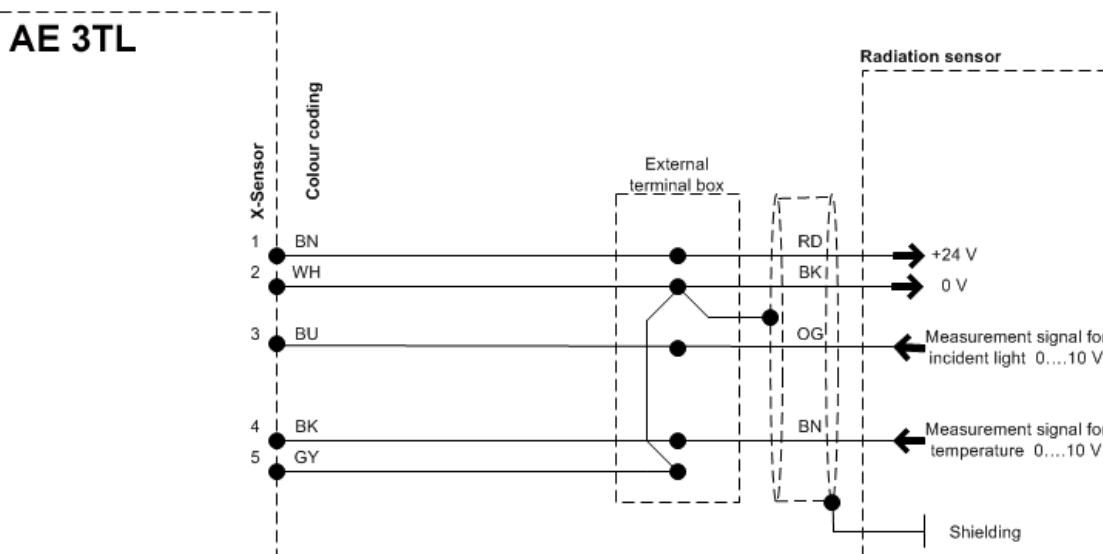 AE 3TL
Radiation sensor
Colour coding
X-Sensor
External
terminal box
1 BN RD +24 V
2 WH BK 0 V
3 BU OG Measurement signal for
incident light 0....10 V
4 BK BN Measurement signal for
temperature 0....10 V
5 GY
Shielding